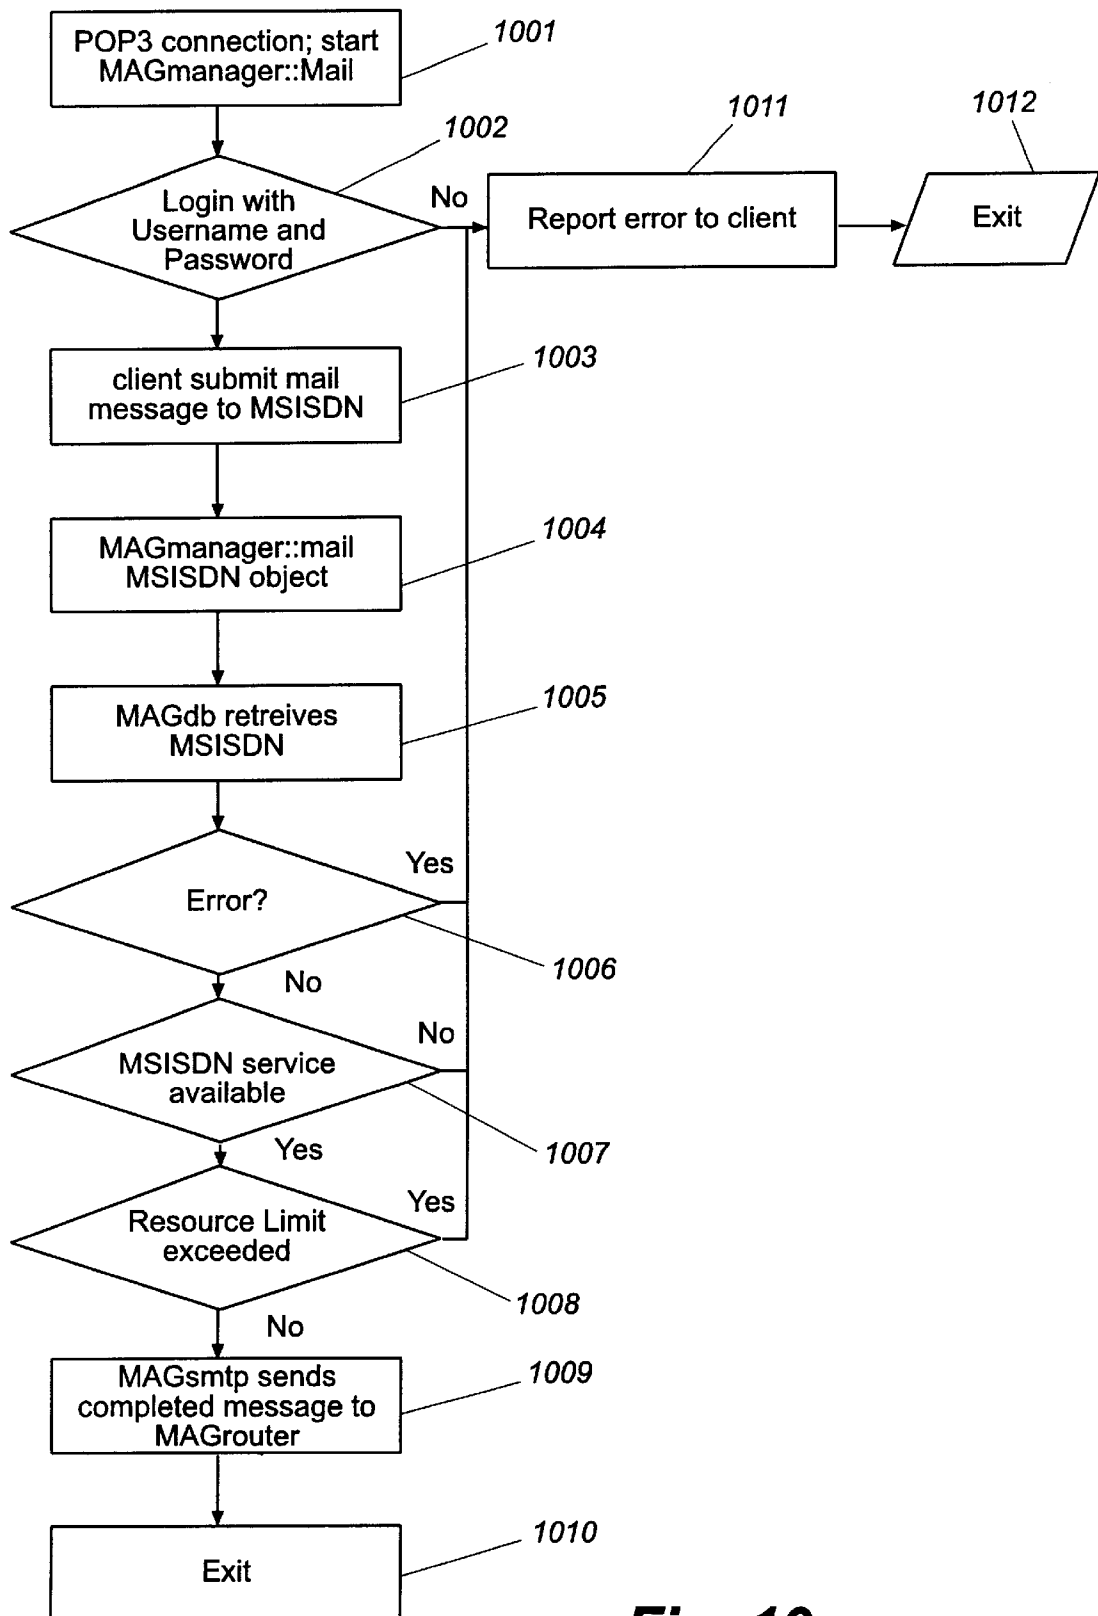 POP3 connection; start
MAGmanager::Mail
1001
1002
Login with
Username and
Password
No
1011
Report error to client
1012
Exit
client submit mail
message to MSISDN
1003
MAGmanager::mail
MSISDN object
1004
MAGdb retreives
MSISDN
1005
Error?
Yes
1006
No
MSISDN service
available
No
1007
Yes
Resource Limit
exceeded
Yes
1008
No
MAGsmtp sends
completed message to
MAGrouter
1009
Exit
1010
Fig. 10